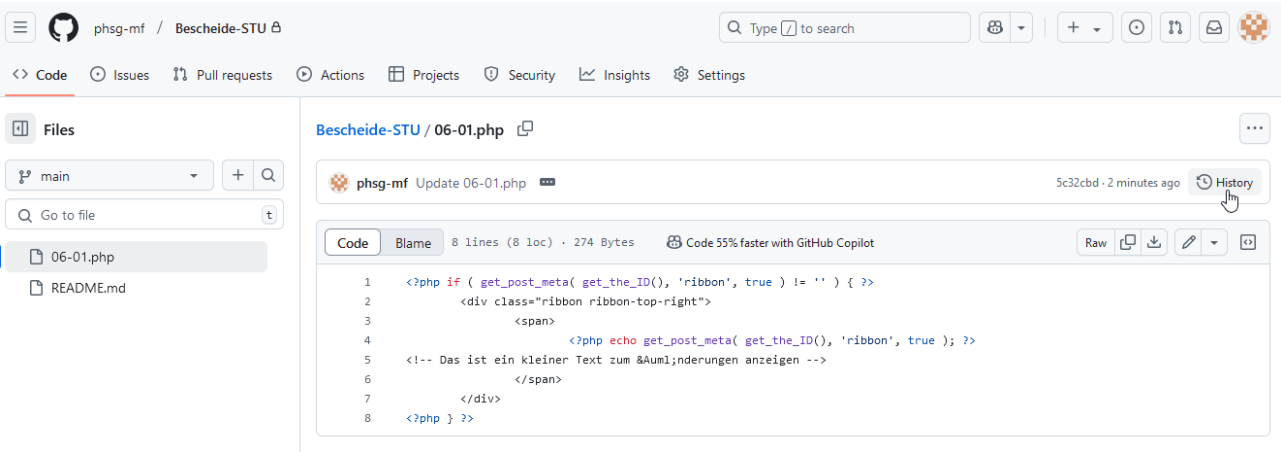 phsg-mf / Bescheide-STU
Type / to search
Code Issues Pull requests Actions Projects Security Insights Settings
Files
main
Go to file t
06-01.php
README.md
Bescheide-STU / 06-01.php
phsg-mf Update 06-01.php
5c32cbd · 2 minutes ago History
Code Blame 8 lines (8 loc) · 274 Bytes Code 55% faster with GitHub Copilot Raw
1 <?php if ( get_post_meta( get_the_ID(), 'ribbon', true ) != '' ) { ?>
2 <div class="ribbon ribbon-top-right">
3 <span>
4 <?php echo get_post_meta( get_the_ID(), 'ribbon', true ); ?>
5 <!-- Das ist ein kleiner Text zum &Auml;nderungen anzeigen -->
6 </span>
7 </div>
8 <?php } ?>